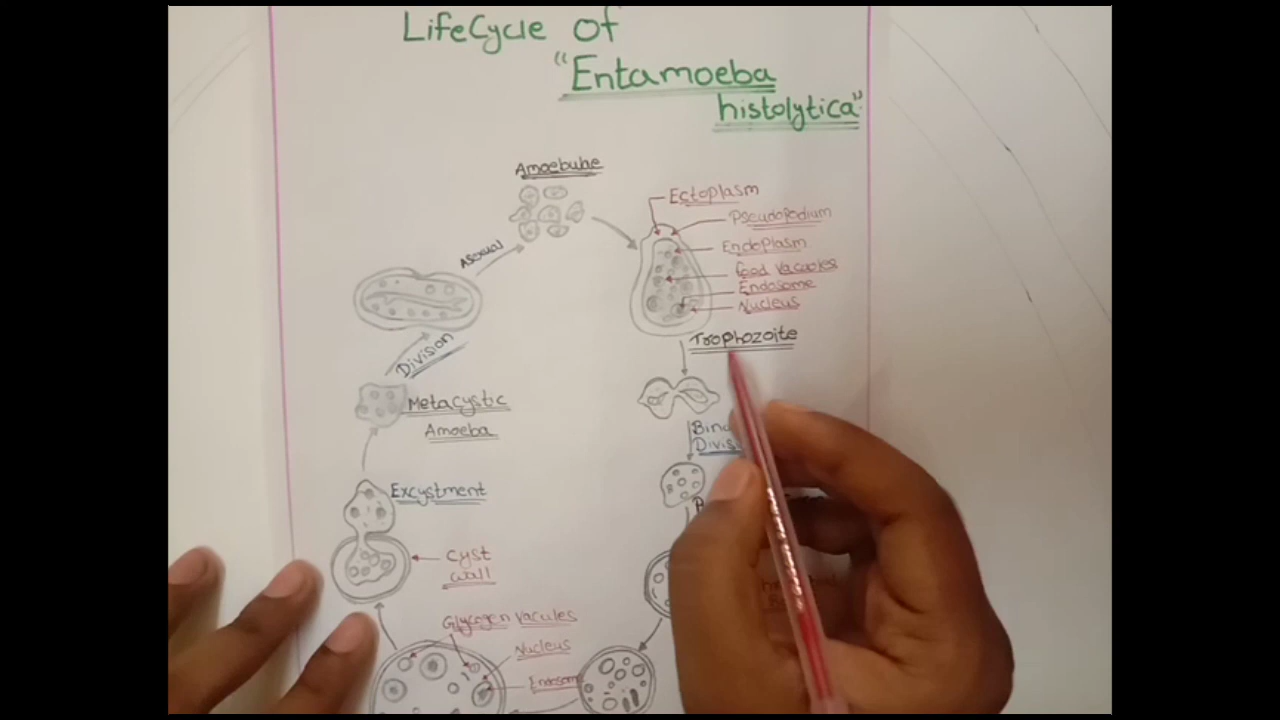 LifeCycle of
"Entamoeba
histolytica"
Amoebulae
Ectoplasm
Pseudopodium
Endoplasm
food vacuoles
Endosome
Nucleus
Asexual
Trophozoite
Division
Metacystic
Amoeba
Excystment
Cyst
wall
Glycogen Vacules
Nucleus